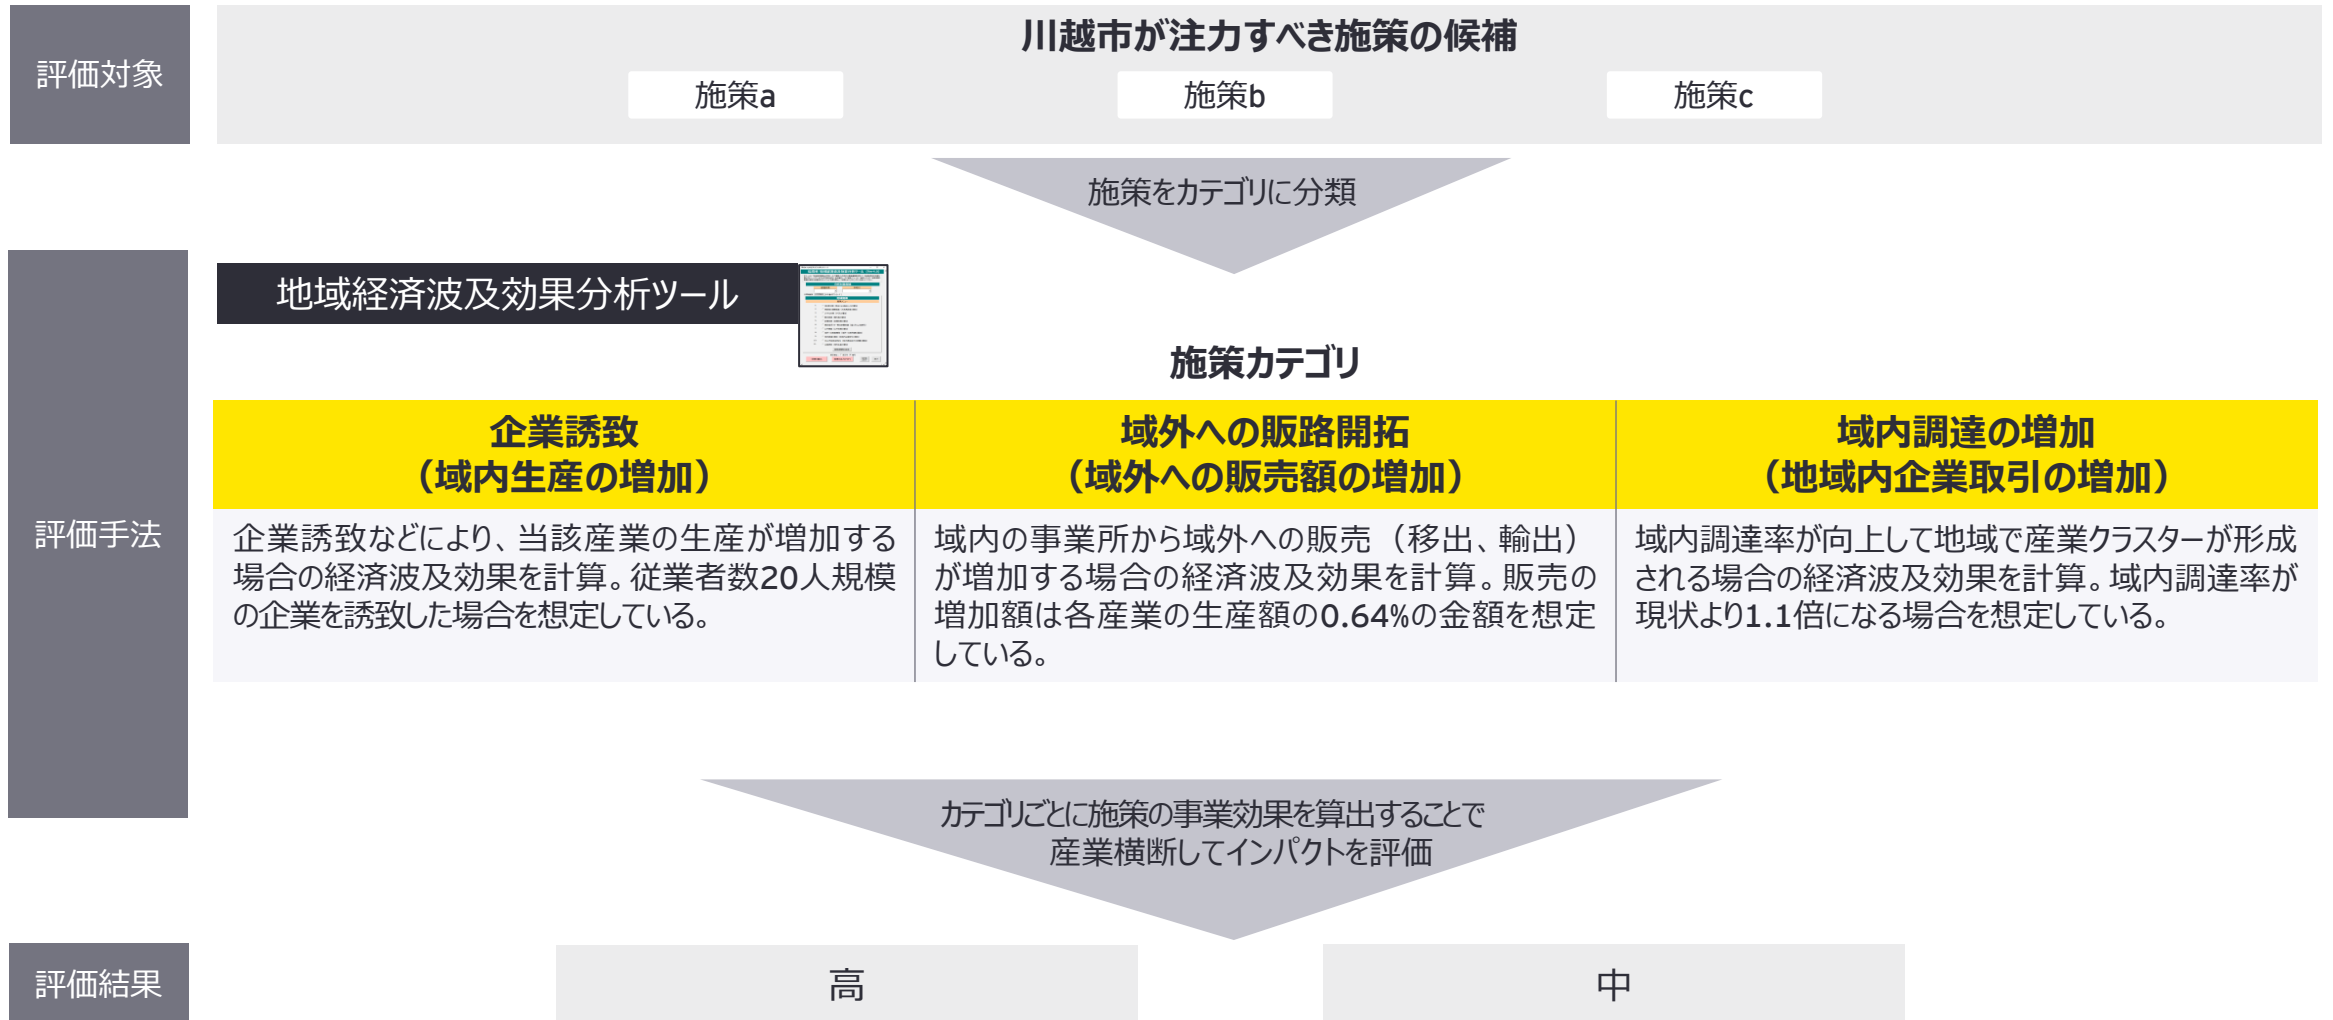 評価対象
川越市が注力すべき施策の候補
施策a
施策b
施策c
施策をカテゴリに分類
評価手法
地域経済波及効果分析ツール
施策カテゴリ
企業誘致
（域内生産の増加）
域外への販路開拓
（域外への販売額の増加）
域内調達の増加
（地域内企業取引の増加）
企業誘致などにより、当該産業の生産が増加する
場合の経済波及効果を計算。従業者数20人規模
の企業を誘致した場合を想定している。
域内の事業所から域外への販売（移出、輸出）
が増加する場合の経済波及効果を計算。販売の
増加額は各産業の生産額の0.64%の金額を想定
している。
域内調達率が向上して地域で産業クラスターが形成
される場合の経済波及効果を計算。域内調達率が
現状より1.1倍になる場合を想定している。
カテゴリごとに施策の事業効果を算出することで
産業横断してインパクトを評価
評価結果
高
中